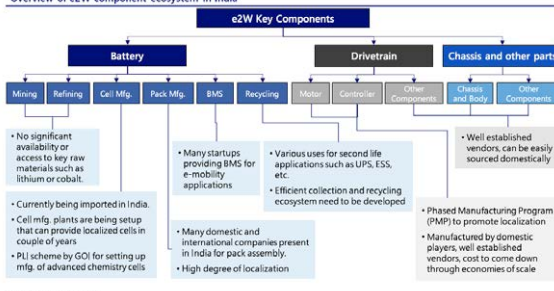 Overview of e2W component ecosystem in India
e2W Key Components
Battery
Drivetrain
Chassis and other parts
Mining
Refining
Cell Mfg.
Pack Mfg.
BMS
Recycling
Motor
Controller
Other
Components
Chassis
and Body
Other
Components
• No significant
availability or
access to key raw
materials such as
lithium or cobalt.
• Many startups
providing BMS for
e-mobility
applications
• Various uses for second life
applications such as UPS, ESS,
etc.
• Efficient collection and recycling
ecosystem need to be developed
• Well established
vendors, can be easily
sourced domestically
• Currently being imported in India.
• Cell mfg. plants are being setup
that can provide localized cells in
couple of years
• PLI scheme by GOI for setting up
mfg. of advanced chemistry cells
• Many domestic and
international companies present
in India for pack assembly.
• High degree of localization
• Phased Manufacturing Program
(PMP) to promote localization
• Manufactured by domestic
players, well established
vendors, cost to come down
through economies of scale